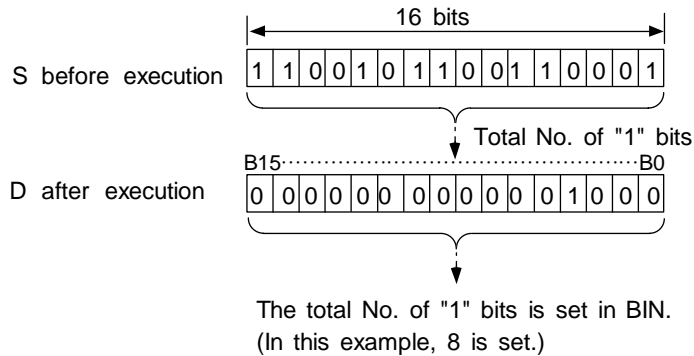 16 bits
S before execution 1 1 0 0 1 0 1 1 0 0 1 1 0 0 0 1
Total No. of "1" bits
B15 B0
D after execution 0 0 0 0 0 0 0 0 0 0 0 0 1 0 0 0
The total No. of "1" bits is set in BIN.
(In this example, 8 is set.)